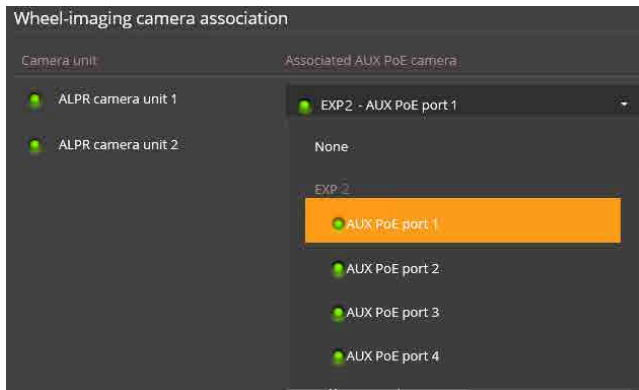 Wheel-imaging camera association
Camera unit Associated AUX PoE camera
ALPR camera unit 1 EXP2 - AUX PoE port 1
ALPR camera unit 2 None
EXP 2
AUX PoE port 1
AUX PoE port 2
AUX PoE port 3
AUX PoE port 4